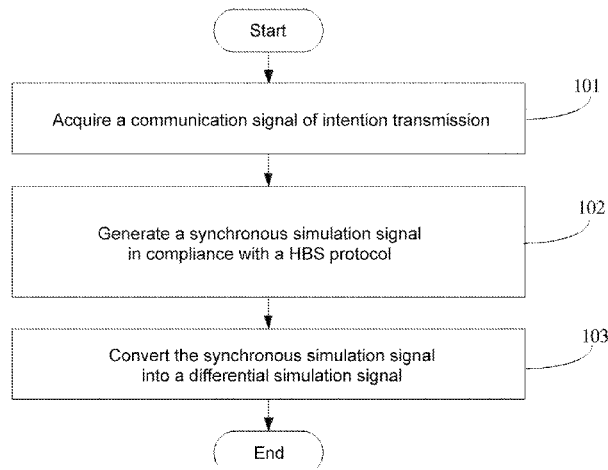 Start
Acquire a communication signal of intention transmission
101
Generate a synchronous simulation signal
in compliance with a HBS protocol
102
Convert the synchronous simulation signal
into a differential simulation signal
103
End